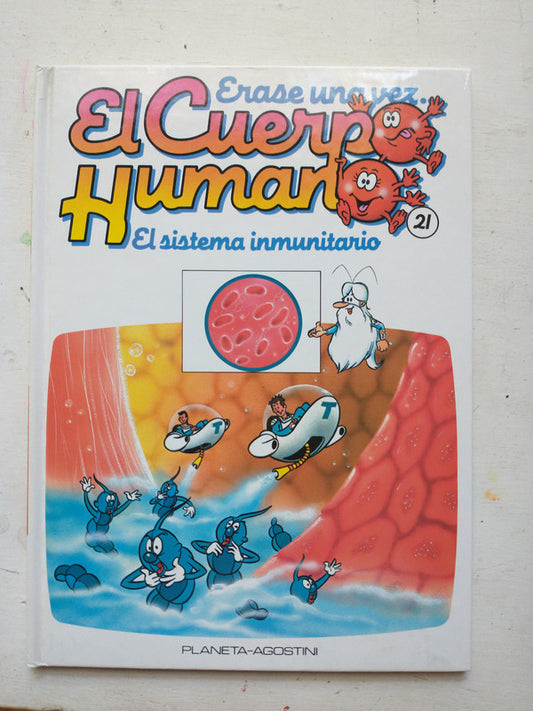 Erase una vez...
El Cuerpo
Humano
21
El sistema inmunitario
T
T
PLANETA-AGOSTINI